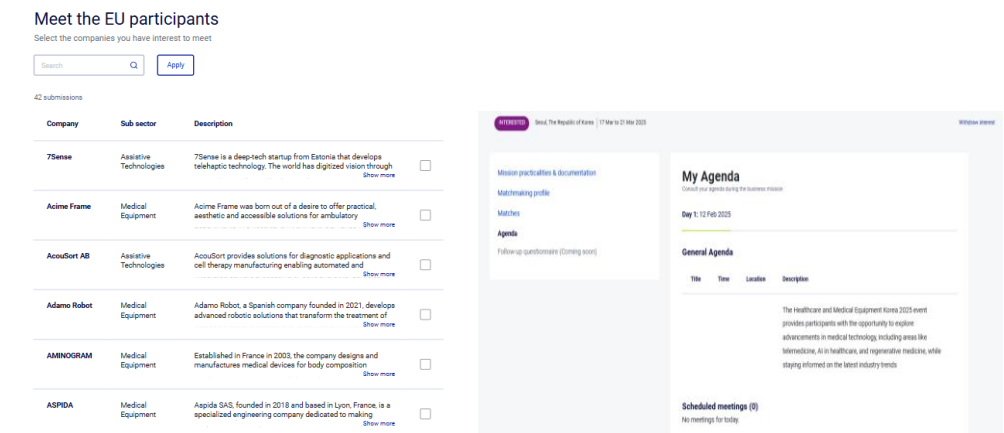 Meet the EU participants
Select the companies you have interest to meet
Search
Apply
42 submissions
Company Sub sector Description
7Sense Assistive Technologies 7Sense is a deep-tech startup from Estonia that develops
telehaptic technology. The world has digitized vision through
Show more
Acime Frame Medical Equipment Acime Frame was born out of a desire to offer practical,
aesthetic and accessible solutions for ambulatory
Show more
AcouSort AB Assistive Technologies AcouSort provides solutions for diagnostic applications and
cell therapy manufacturing enabling automated and
Show more
Adamo Robot Medical Equipment Adamo Robot, a Spanish company founded in 2021, develops
advanced robotic solutions that transform the treatment of
Show more
AMINOGRAM Medical Equipment Established in France in 2003, the company designs and
manufactures medical devices for body composition
Show more
ASPIDA Medical Equipment Aspida SAS, founded in 2018 and based in Lyon, France, is a
specialized engineering company dedicated to making
Show more
INTERESTED Seoul, The Republic of Korea 17 Mar to 21 Mar 2025 Withdraw interest
Mission practicalities & documentation
Matchmaking profile
Matches
Agenda
Follow-up questionnaire (Coming soon)
My Agenda
Consult your agenda during the business mission
Day 1: 12 Feb 2025
General Agenda
Title Time Location Description
The Healthcare and Medical Equipment Korea 2025 event
provides participants with the opportunity to explore
advancements in medical technology, including areas like
telemedicine, AI in healthcare, and regenerative medicine, while
staying informed on the latest industry trends
Scheduled meetings (0)
No meetings for today.